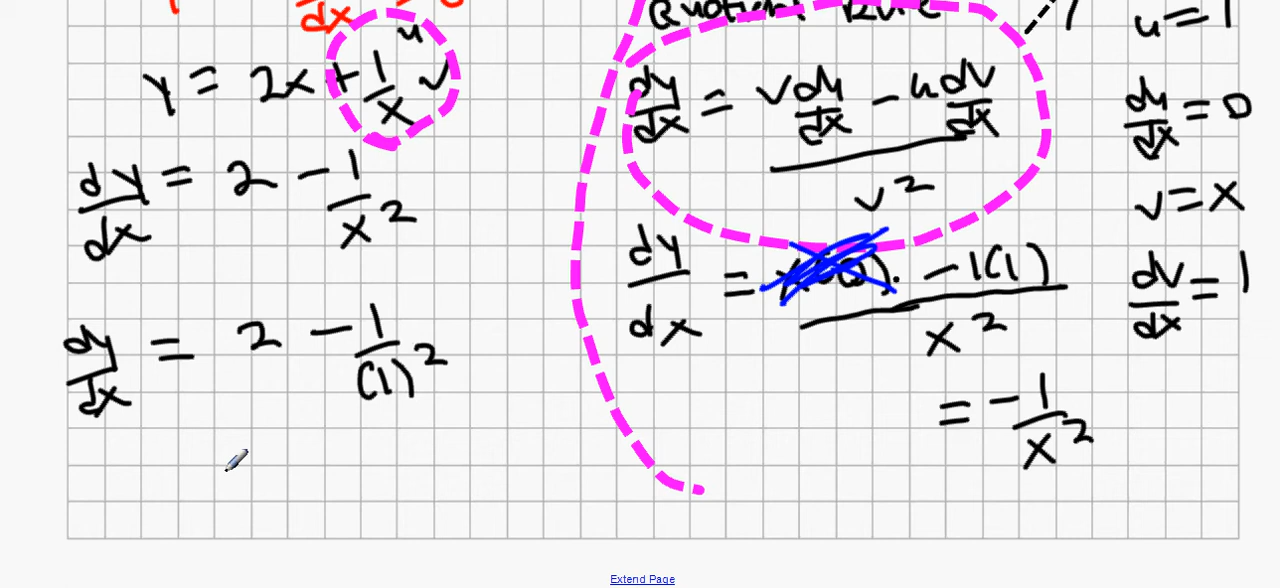 dx
Quotient Rule
u = 1
y = 2x + 1/x u v
dy/dx = (v du/dx - u dv/dx) / v²
du/dx = 0
v = x
dv/dx = 1
dy/dx = 2 - 1/x²
dy/dx = -1(1) / x²
= -1/x²
dy/dx = 2 - 1/(1)²
Extend Page